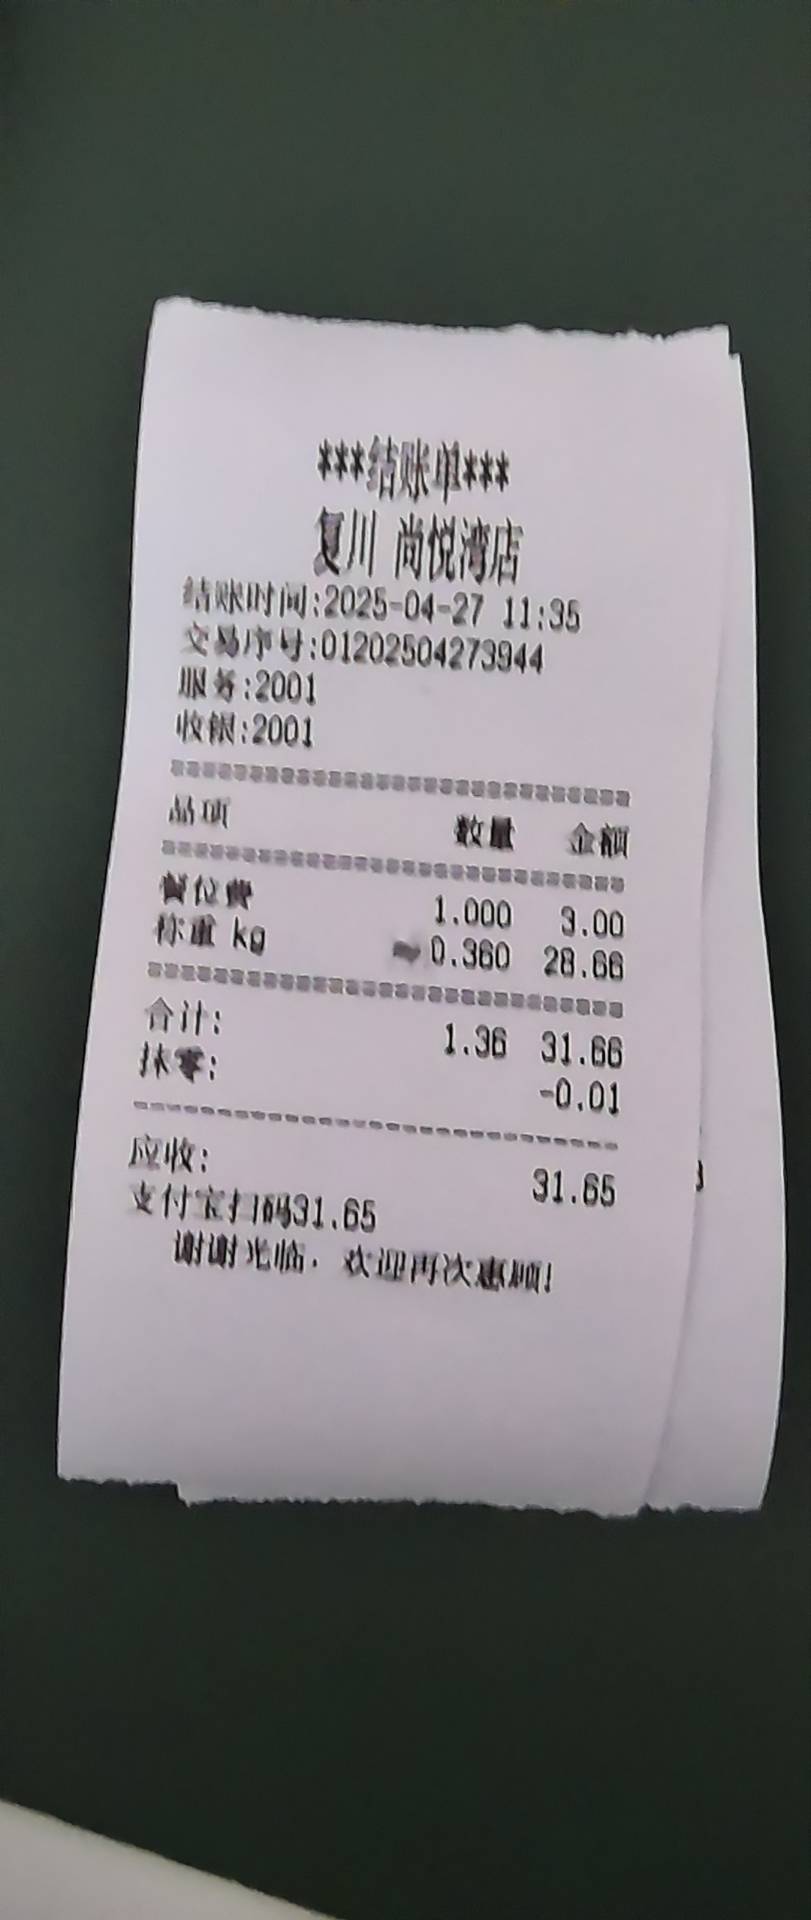 ***结账单***
复川 尚悦湾店
结账时间:2025-04-27 11:35
交易序号:01202504273944
服务:2001
收银:2001
品项 数量 金额
餐位费 1.000 3.00
称重 kg 0.360 28.66
合计: 1.36 31.66
抹零: -0.01
应收: 31.65
支付宝扫码31.65
谢谢光临, 欢迎再次惠顾!